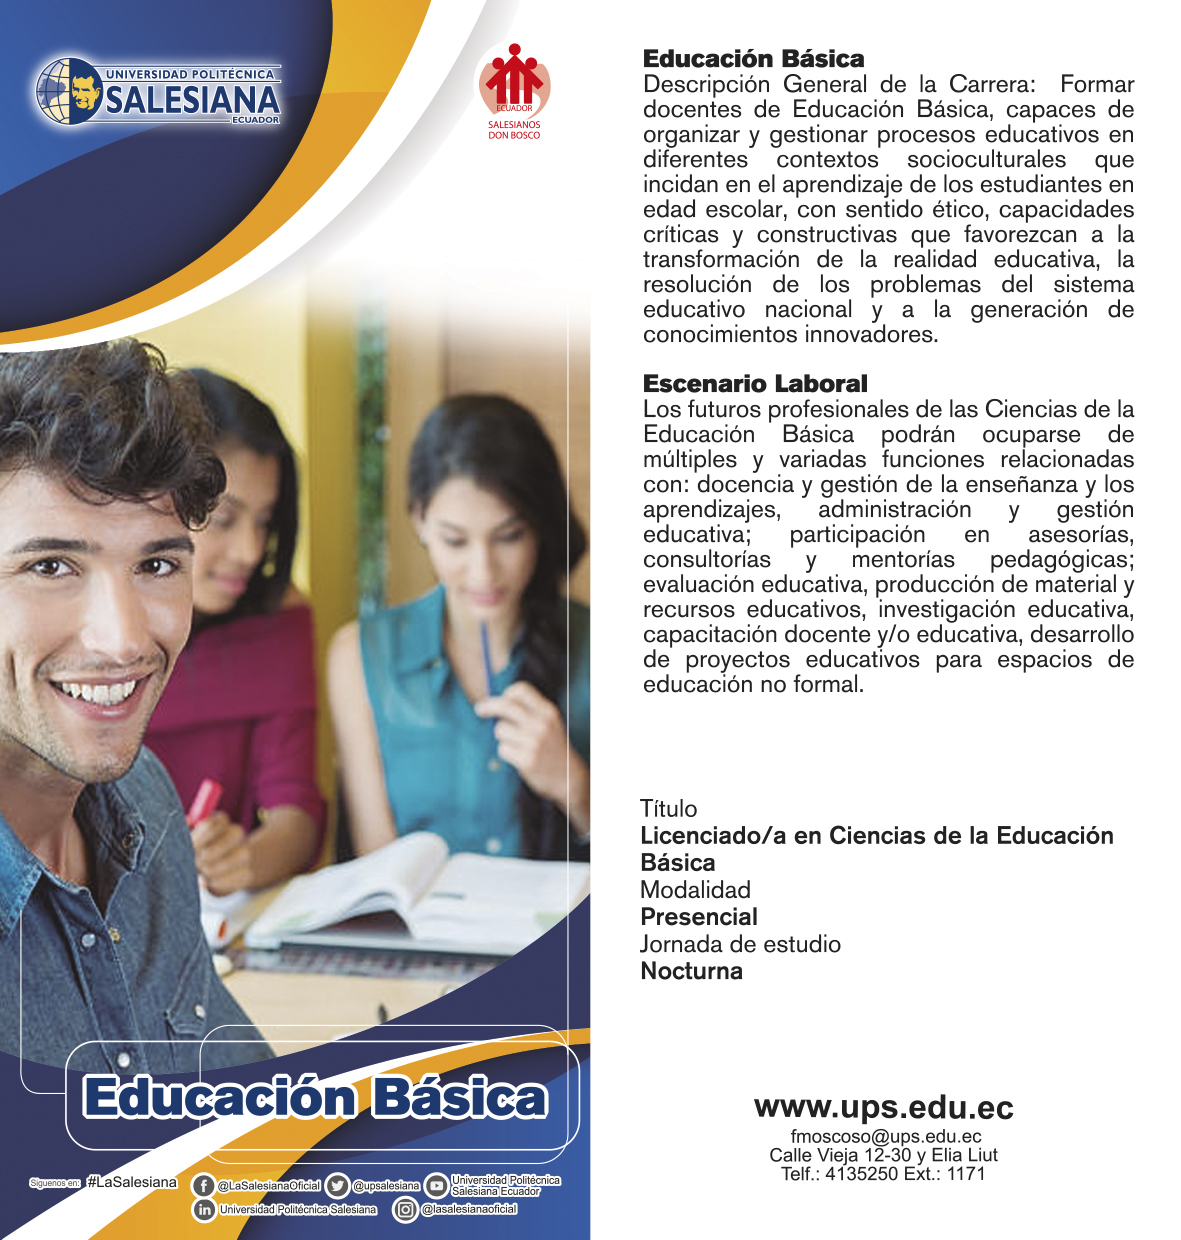 UNIVERSIDAD POLITÉCNICA
SALESIANA
ECUADOR
ECUADOR
SALESIANOS
DON BOSCO
Educación Básica
Síguenos en: #LaSalesiana
@LaSalesianaOficial
@upsalesiana
Universidad Politécnica
Salesiana Ecuador
Universidad Politécnica Salesiana
@lasalesianaoficial
Educación Básica
Descripción General de la Carrera: Formar
docentes de Educación Básica, capaces de
organizar y gestionar procesos educativos en
diferentes contextos socioculturales que
incidan en el aprendizaje de los estudiantes en
edad escolar, con sentido ético, capacidades
críticas y constructivas que favorezcan a la
transformación de la realidad educativa, la
resolución de los problemas del sistema
educativo nacional y a la generación de
conocimientos innovadores.
Escenario Laboral
Los futuros profesionales de las Ciencias de la
Educación Básica podrán ocuparse de
múltiples y variadas funciones relacionadas
con: docencia y gestión de la enseñanza y los
aprendizajes, administración y gestión
educativa; participación en asesorías,
consultorías y mentorías pedagógicas;
evaluación educativa, producción de material y
recursos educativos, investigación educativa,
capacitación docente y/o educativa, desarrollo
de proyectos educativos para espacios de
educación no formal.
Título
Licenciado/a en Ciencias de la Educación
Básica
Modalidad
Presencial
Jornada de estudio
Nocturna
www.ups.edu.ec
fmoscoso@ups.edu.ec
Calle Vieja 12-30 y Elia Liut
Telf.: 4135250 Ext.: 1171